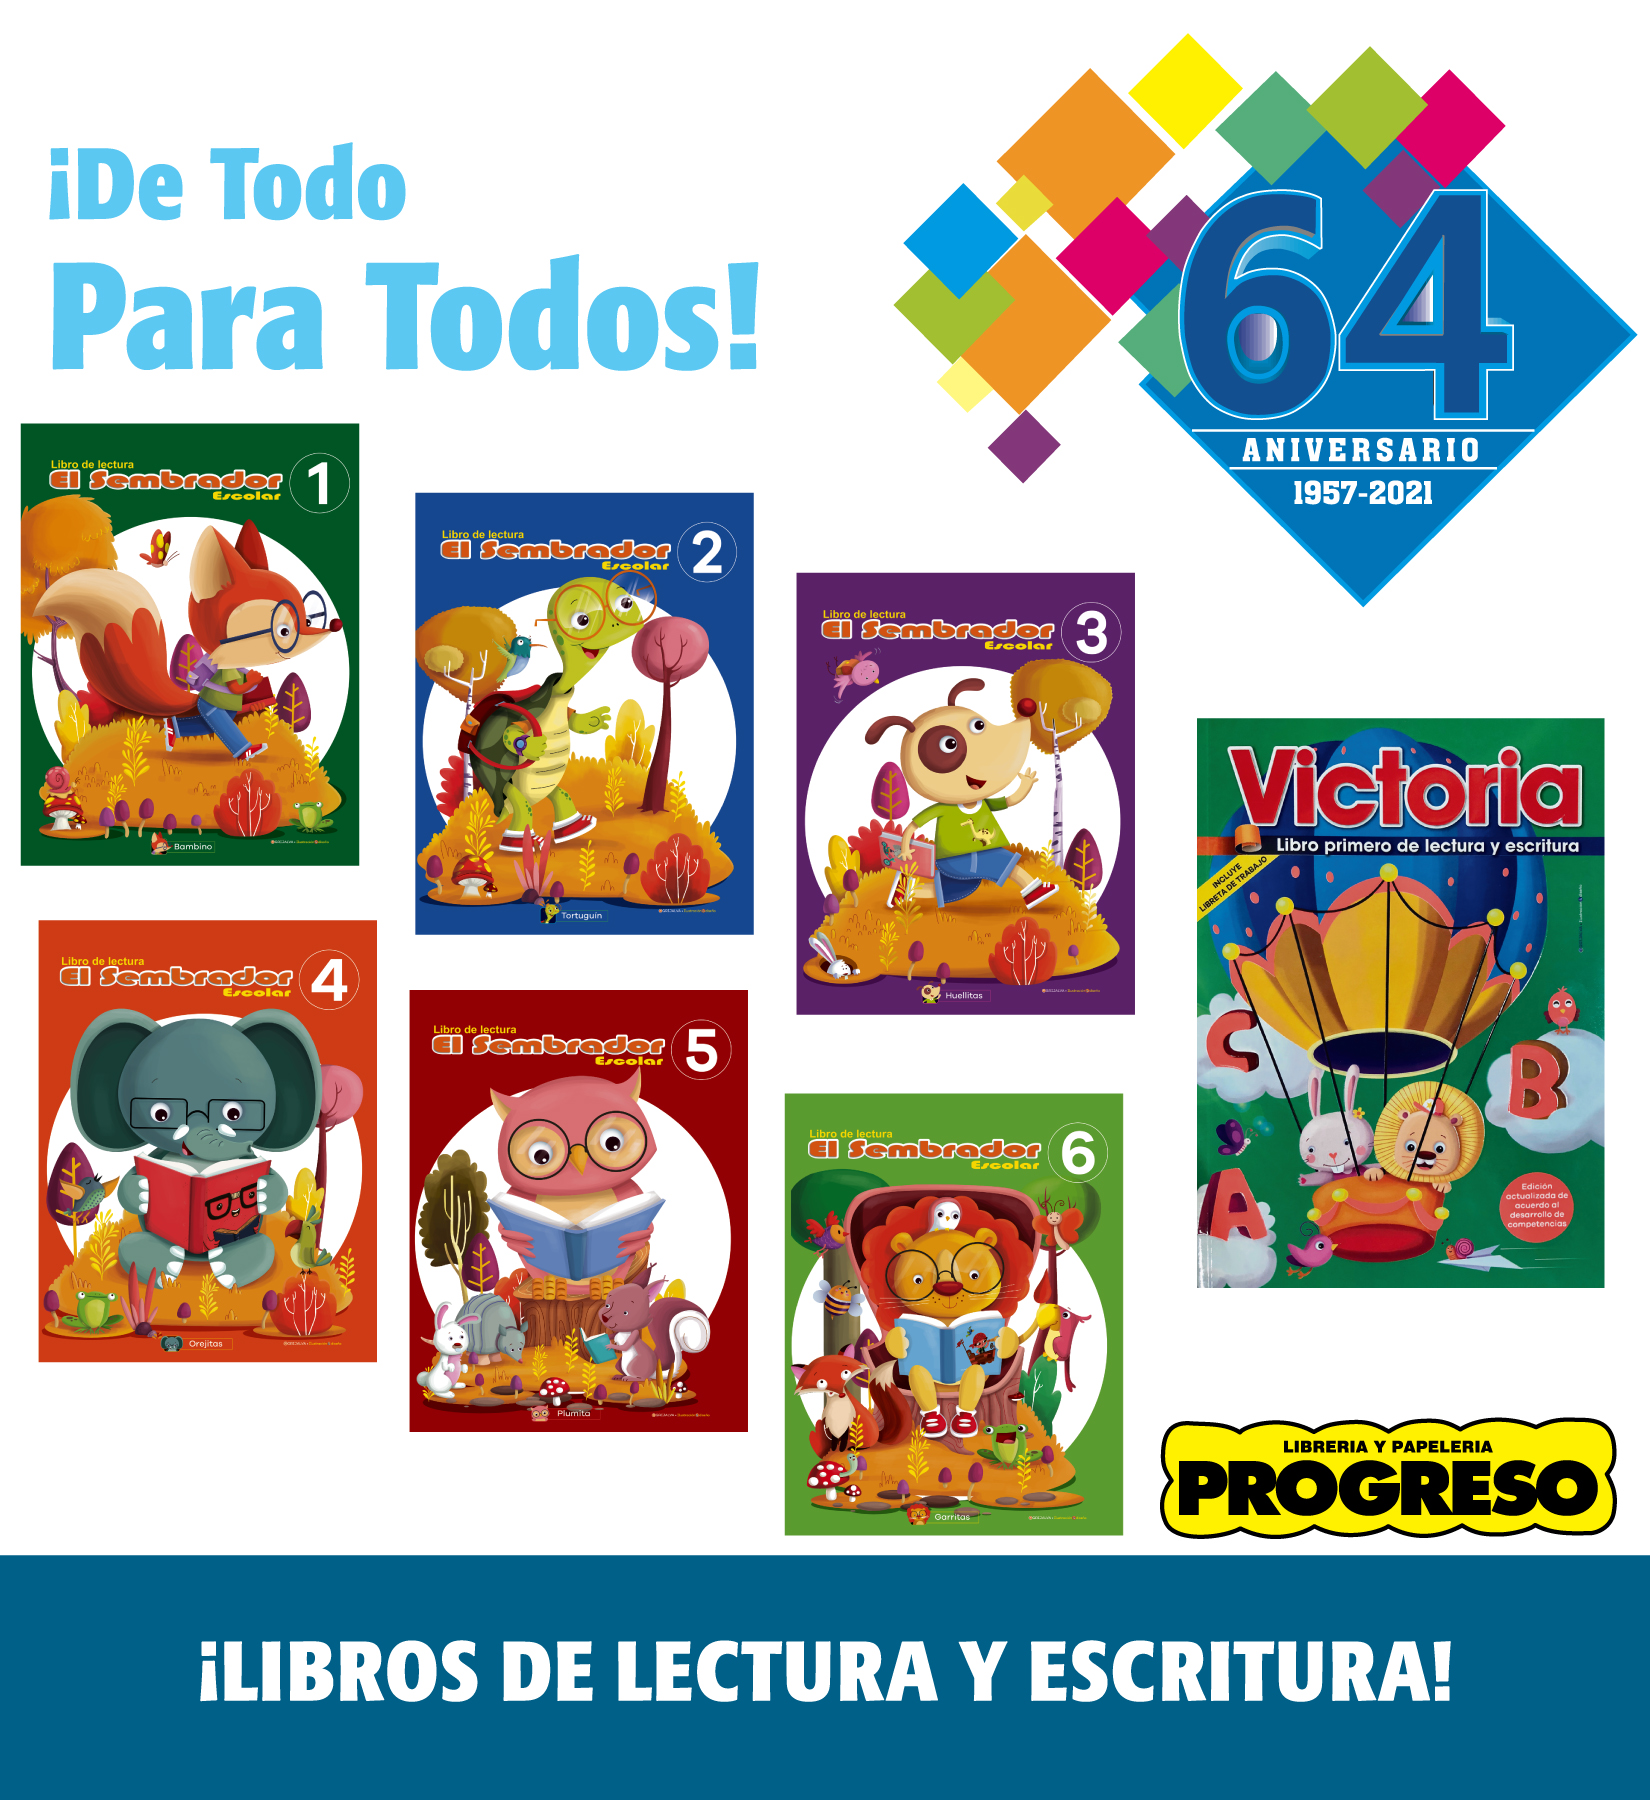 ¡De Todo
Para Todos!
64
ANIVERSARIO
1957-2021
Libro de lectura
El Sembrador
Escolar
1
Bambino
Libro de lectura
El Sembrador
Escolar
2
Tortuguín
Libro de lectura
El Sembrador
Escolar
3
Huellitas
Victoria
Libro primero de lectura y escritura
INCLUYE
LIBRETA DE TRABAJO
C
B
A
Edición
actualizada de
acuerdo al
desarrollo de
competencias
Libro de lectura
El Sembrador
Escolar
4
Orejitas
Libro de lectura
El Sembrador
Escolar
5
Plumita
Libro de lectura
El Sembrador
Escolar
6
Garritas
LIBRERIA Y PAPELERIA
PROGRESO
¡LIBROS DE LECTURA Y ESCRITURA!